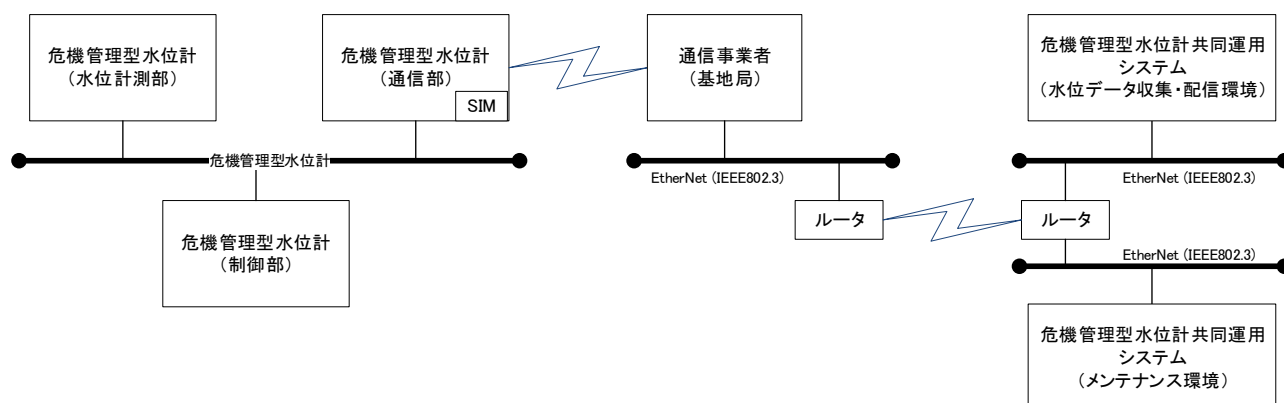 危機管理型水位計
(水位計測部)
危機管理型水位計
(通信部)
SIM
通信事業者
(基地局)
危機管理型水位計共同運用
システム
(水位データ収集・配信環境)
危機管理型水位計
EtherNet(IEEE802.3)
EtherNet(IEEE802.3)
危機管理型水位計
(制御部)
ルータ
ルータ
EtherNet(IEEE802.3)
危機管理型水位計共同運用
システム
(メンテナンス環境)